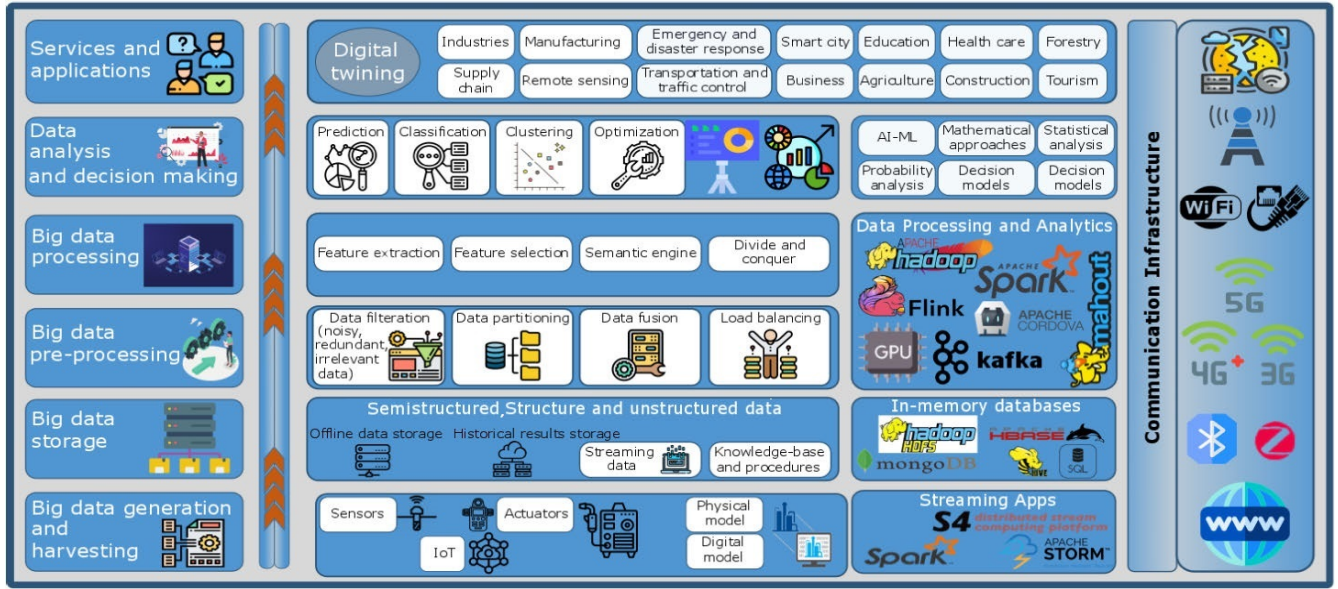 Services and
applications
Digital
twining
Industries
Manufacturing
Emergency and
disaster response
Smart city
Education
Health care
Forestry
Supply
chain
Remote sensing
Transportation and
traffic control
Business
Agriculture
Construction
Tourism
Data
analysis
and decision making
Prediction
Classification
Clustering
Optimization
AI-ML
Mathematical
approaches
Statistical
analysis
Probability
analysis
Decision
models
Decision
models
Big data
processing
Feature extraction
Feature selection
Semantic engine
Divide and
conquer
Data Processing and Analytics
APACHE
hadoop
APACHE
Spark
Flink
APACHE
CORDOVA
mahout
GPU
kafka
Big data
pre-processing
Data filteration
(noisy,
redundant,
irrelevant
data)
Data partitioning
Data fusion
Load balancing
Big data
storage
Semistructured,Structure and unstructured data
Offline data storage
Historical results storage
Streaming
data
Knowledge-base
and procedures
In-memory databases
hadoop
HDFS
APACHE
HBASE
mongoDB
HIVE
SQL
Big data generation
and
harvesting
Sensors
Actuators
IoT
Physical
model
Digital
model
Streaming Apps
S4 distributed stream
computing platform
Spark
APACHE
STORM™
Communication Infrastructure
WiFi
5G
4G+
3G
www